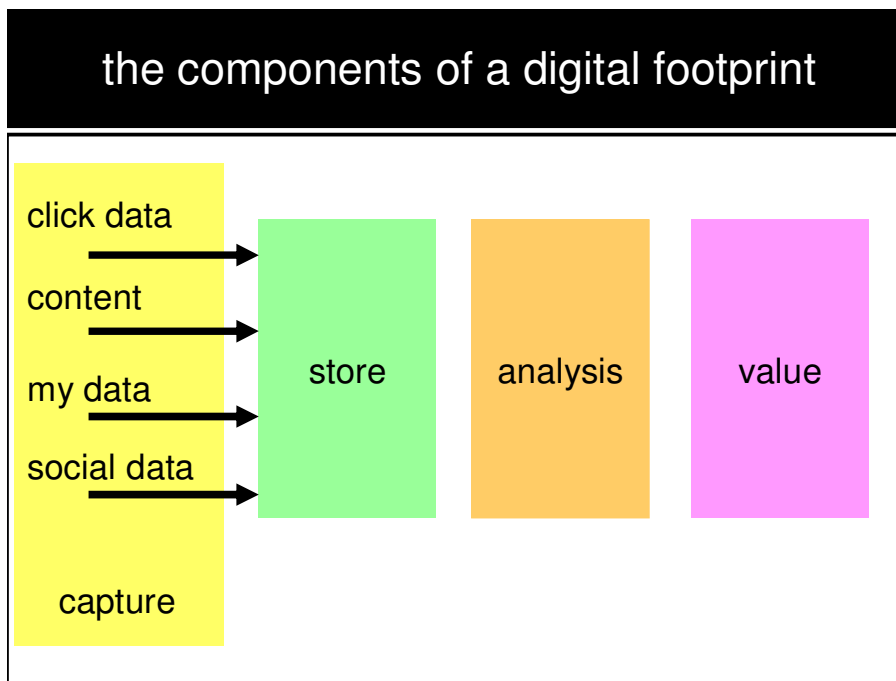 the components of a digital footprint
click data
content
my data
social data
capture
store
analysis
value